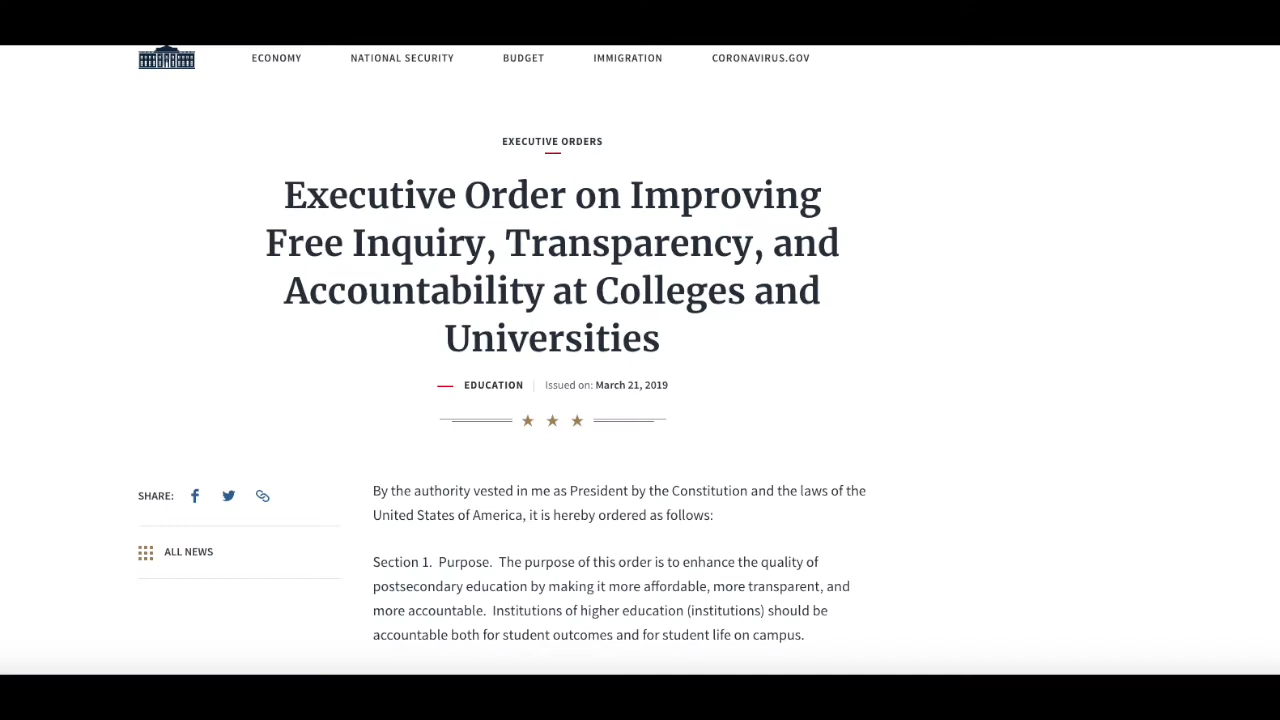 ECONOMY NATIONAL SECURITY BUDGET IMMIGRATION CORONAVIRUS.GOV
EXECUTIVE ORDERS
Executive Order on Improving
Free Inquiry, Transparency, and
Accountability at Colleges and
Universities
EDUCATION Issued on: March 21, 2019
SHARE:
ALL NEWS
By the authority vested in me as President by the Constitution and the laws of the
United States of America, it is hereby ordered as follows:
Section 1. Purpose. The purpose of this order is to enhance the quality of
postsecondary education by making it more affordable, more transparent, and
more accountable. Institutions of higher education (institutions) should be
accountable both for student outcomes and for student life on campus.